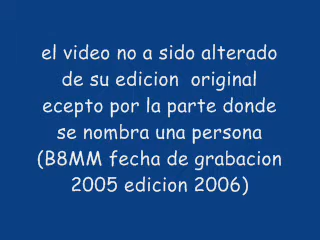 el video no a sido alterado
de su edicion original
ecepto por la parte donde
se nombra una persona
(B8MM fecha de grabacion
2005 edicion 2006)